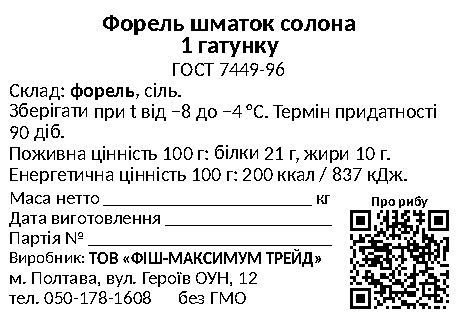 Форель шматок солона
1 гатунку
ГОСТ 7449-96
Склад: форель, сіль.
Зберігати при t від −8 до −4 °С. Термін придатності
90 діб.
Поживна цінність 100 г: білки 21 г, жири 10 г.
Енергетична цінність 100 г: 200 ккал / 837 кДж.
Маса нетто ______________________ кг
Дата виготовлення __________________
Партія № __________________________
Про рибу
Виробник: ТОВ «ФІШ-МАКСИМУМ ТРЕЙД»
м. Полтава, вул. Героїв ОУН, 12
тел. 050-178-1608 без ГМО